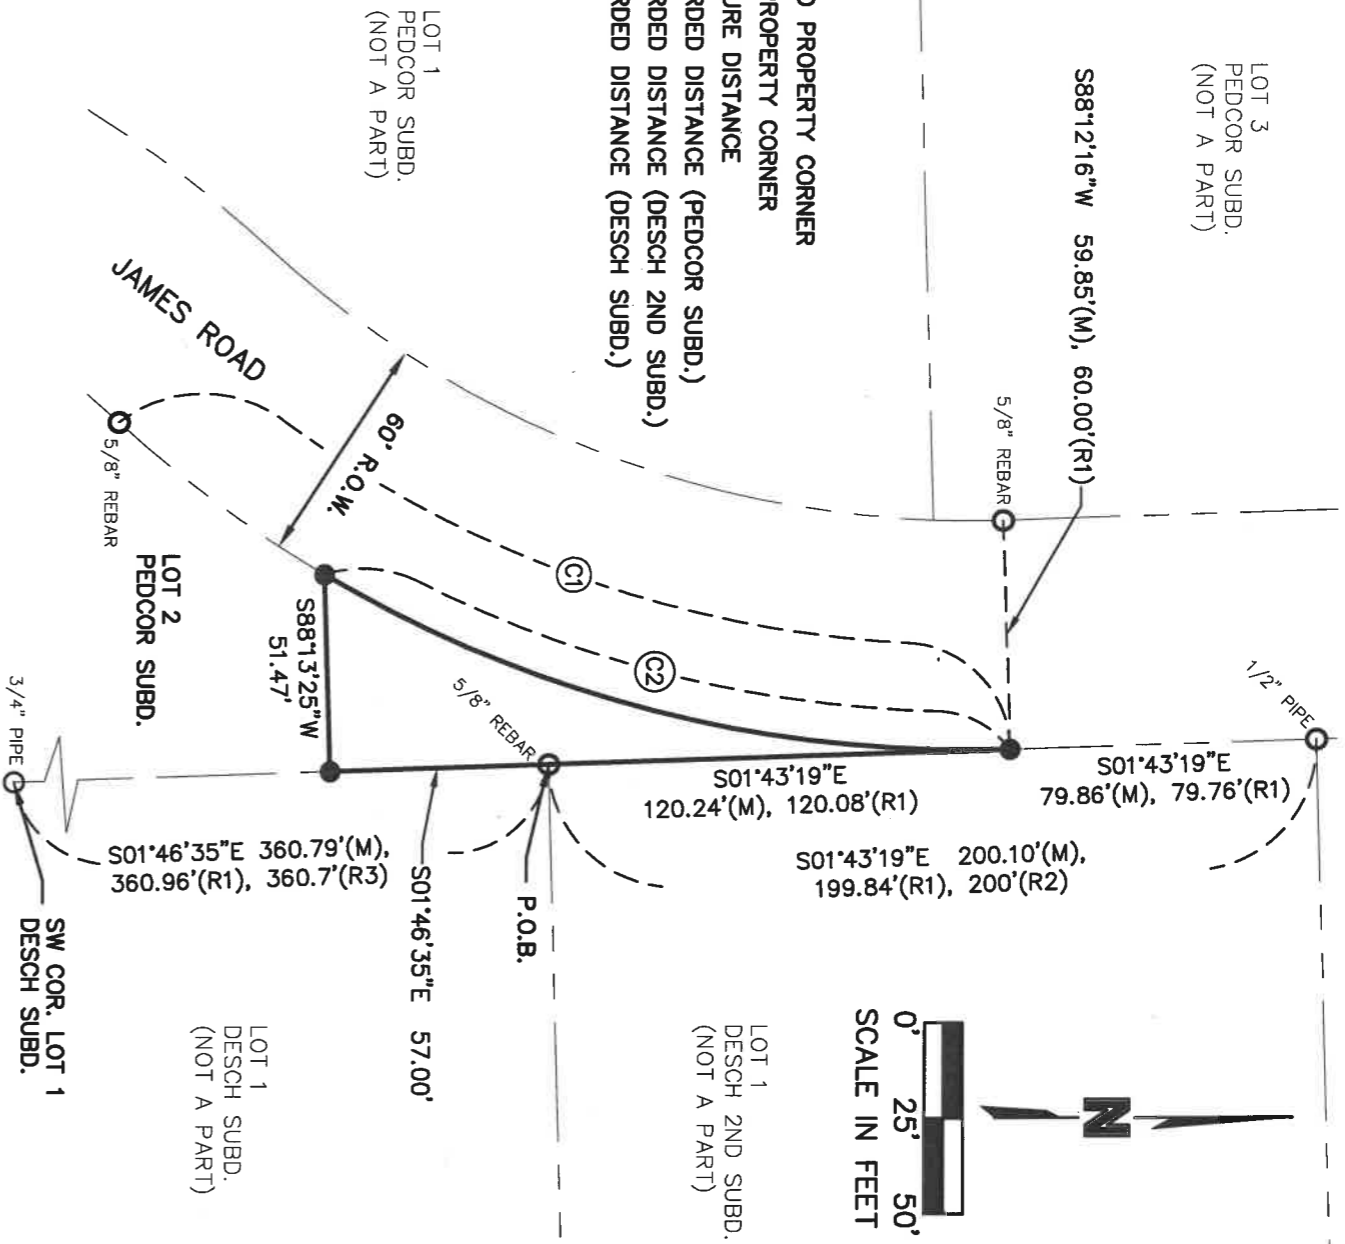 LOT 3
PEDCOR SUBD.
(NOT A PART)
S88°12'16"W 59.85'(M), 60.00'(R1)
PROPERTY CORNER
PROPERTY CORNER
DISTANCE
DISTANCE (PEDCOR SUBD.)
DISTANCE (DESCH 2ND SUBD.)
DISTANCE (DESCH SUBD.)
LOT 1
PEDCOR SUBD.
(NOT A PART)
JAMES ROAD
60' R.O.W.
5/8" REBAR
5/8" REBAR
5/8" REBAR
1/2" PIPE
3/4" PIPE
C1
C2
LOT 2
PEDCOR SUBD.
S88°13'25"W
51.47'
S01°43'19"E
120.24'(M), 120.08'(R1)
S01°43'19"E
79.86'(M), 79.76'(R1)
S01°43'19"E 200.10'(M),
199.84'(R1), 200'(R2)
S01°46'35"E 360.79'(M),
360.96'(R1), 360.7'(R3)
S01°46'35"E 57.00'
P.O.B.
SW COR. LOT 1
DESCH SUBD.
LOT 1
DESCH SUBD.
(NOT A PART)
LOT 1
DESCH 2ND SUBD.
(NOT A PART)
0' 25' 50'
SCALE IN FEET
N